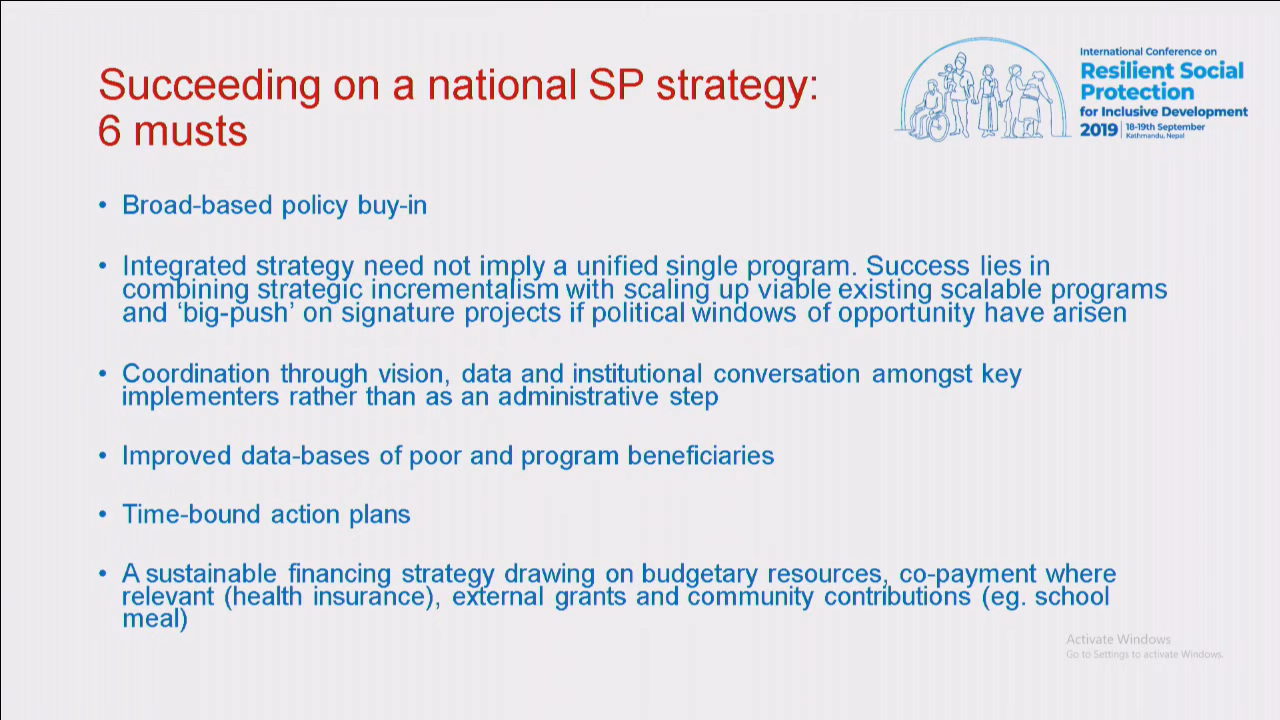 Succeeding on a national SP strategy:
6 musts
International Conference on
Resilient Social
Protection
for Inclusive Development
2019 | 18-19th September
Kathmandu, Nepal
• Broad-based policy buy-in
• Integrated strategy need not imply a unified single program. Success lies in
combining strategic incrementalism with scaling up viable existing scalable programs
and ‘big-push’ on signature projects if political windows of opportunity have arisen
• Coordination through vision, data and institutional conversation amongst key
implementers rather than as an administrative step
• Improved data-bases of poor and program beneficiaries
• Time-bound action plans
• A sustainable financing strategy drawing on budgetary resources, co-payment where
relevant (health insurance), external grants and community contributions (eg. school
meal)
Activate Windows
Go to Settings to activate Windows.